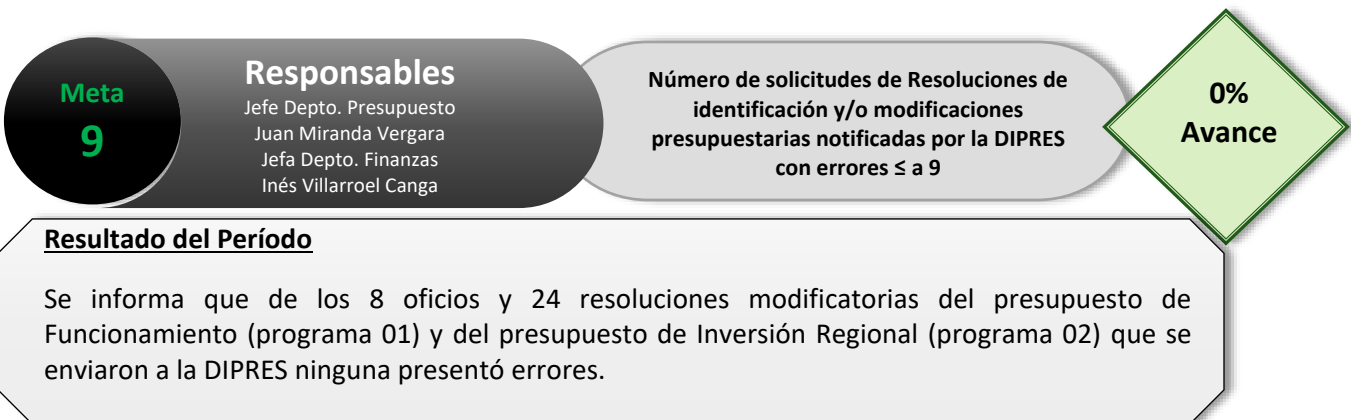 Meta
9
Responsables
Jefe Depto. Presupuesto
Juan Miranda Vergara
Jefa Depto. Finanzas
Inés Villarroel Canga
Número de solicitudes de Resoluciones de
identificación y/o modificaciones
presupuestarias notificadas por la DIPRES
con errores ≤ a 9
0%
Avance
Resultado del Período
Se informa que de los 8 oficios y 24 resoluciones modificatorias del presupuesto de
Funcionamiento (programa 01) y del presupuesto de Inversión Regional (programa 02) que se
enviaron a la DIPRES ninguna presentó errores.